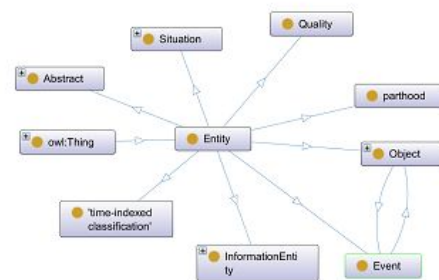 Quality
Situation
Abstract
parthood
Entity
owl:Thing
Object
'time-indexed
classification'
InformationEnti
ty
Event